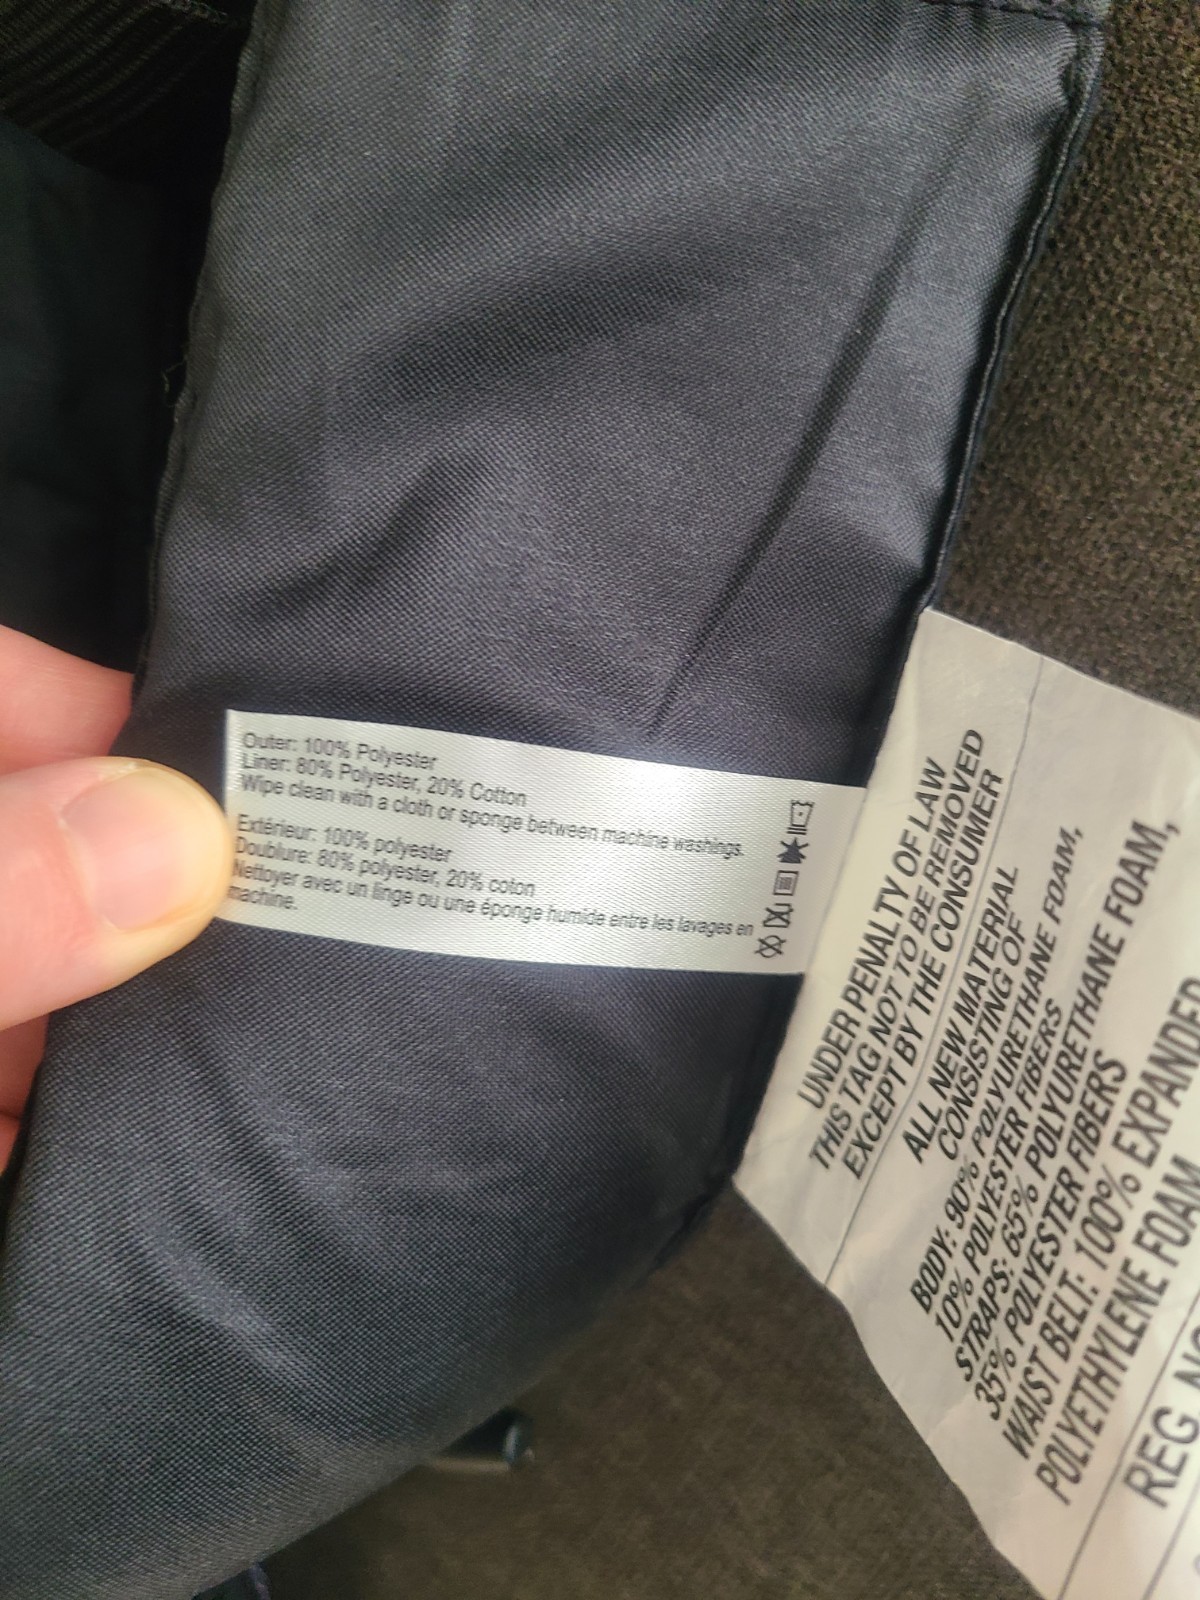 Outer: 100% Polyester
Liner: 80% Polyester, 20% Cotton
Wipe clean with a cloth or sponge between machine washings.
Extérieur: 100% polyester
Doublure: 80% polyester, 20% coton
Nettoyer avec un linge ou une éponge humide entre les lavages en
machine.
UNDER PENALTY OF LAW
THIS TAG NOT TO BE REMOVED
EXCEPT BY THE CONSUMER
ALL NEW MATERIAL
CONSISTING OF
BODY: 90% POLYURETHANE FOAM,
10% POLYESTER FIBERS
STRAPS: 65% POLYURETHANE FOAM,
35% POLYESTER FIBERS
WAIST BELT: 100% EXPANDED
POLYETHYLENE FOAM
REG